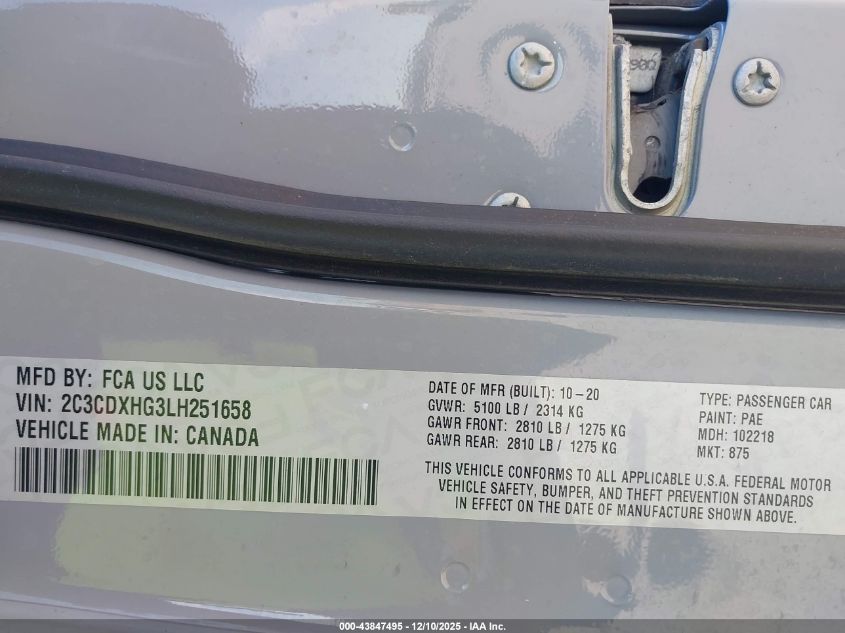 MFD BY: FCA US LLC
VIN: 2C3CDXHG3LH251658
VEHICLE MADE IN: CANADA
DATE OF MFR (BUILT): 10-20
GVWR: 5100 LB / 2314 KG
GAWR FRONT: 2810 LB / 1275 KG
GAWR REAR: 2810 LB / 1275 KG
TYPE: PASSENGER CAR
PAINT: PAE
MDH: 102218
MKT: 875
THIS VEHICLE CONFORMS TO ALL APPLICABLE U.S.A. FEDERAL MOTOR
VEHICLE SAFETY, BUMPER, AND THEFT PREVENTION STANDARDS
IN EFFECT ON THE DATE OF MANUFACTURE SHOWN ABOVE.
000-43847495 - 12/10/2025 - IAA Inc.